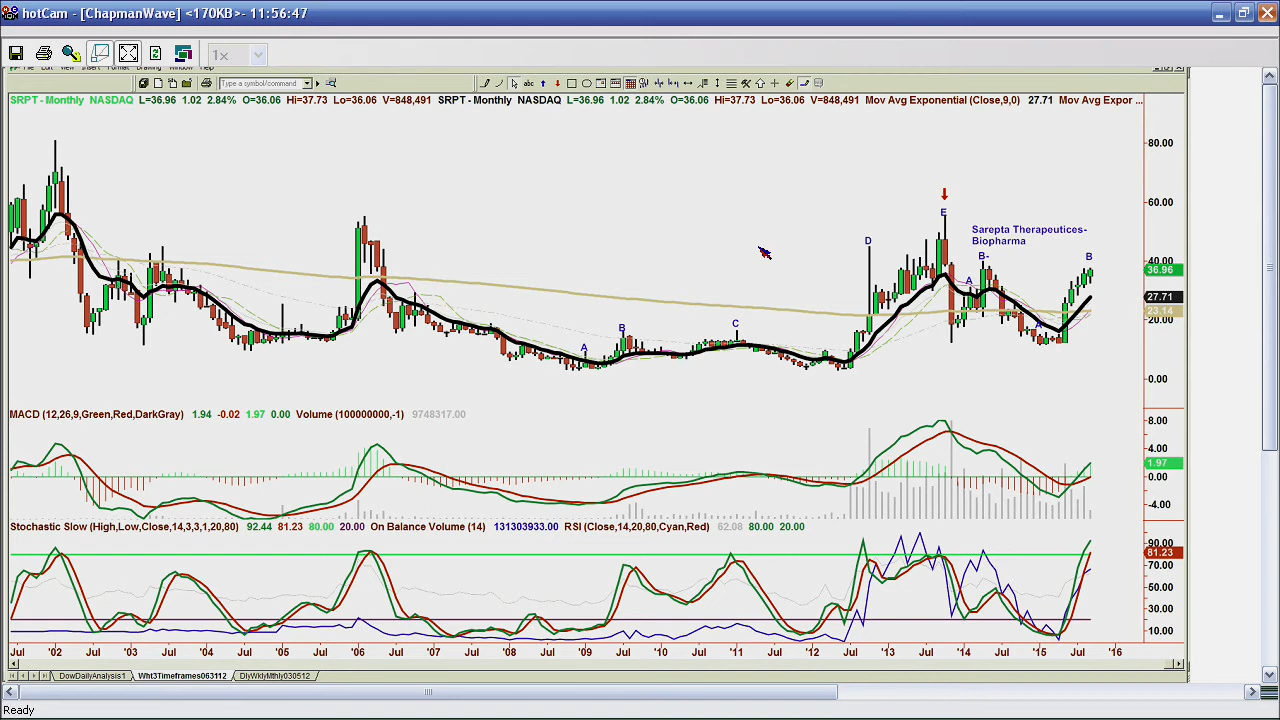 hotCam - [ChapmanWave] <170KB>- 11:56:47
1x
Type a symbol/command
abc
SRPT - Monthly NASDAQ L=36.96 1.02 2.84% O=36.06 Hi=37.73 Lo=36.06 V=848,491 SRPT - Monthly NASDAQ L=36.96 1.02 2.84% O=36.06 Hi=37.73 Lo=36.06 V=848,491 Mov Avg Exponential (Close,9,0) 27.71 Mov Avg Expor ...
80.00
60.00
E
Sarepta Therapeutics-
Biopharma
D
B-
B
40.00
36.96
A
27.71
23.14
20.00
A
B
C
A
0.00
MACD (12,26,9,Green,Red,DarkGray) 1.94 -0.02 1.97 0.00 Volume (100000000,-1) 9748317.00
8.00
4.00
1.97
0.00
-4.00
Stochastic Slow (High,Low,Close,14,3,3,1,20,80) 92.44 81.23 80.00 20.00 On Balance Volume (14) 131303933.00 RSI (Close,14,20,80,Cyan,Red) 62.08 80.00 20.00
90.00
81.23
70.00
50.00
30.00
10.00
Jul '02 Jul '03 Jul '04 Jul '05 Jul '06 Jul '07 Jul '08 Jul '09 Jul '10 Jul '11 Jul '12 Jul '13 Jul '14 Jul '15 Jul '16
DowDailyAnalysis1 Wht3Timeframes063112 DlyWklyMthly030512
Ready